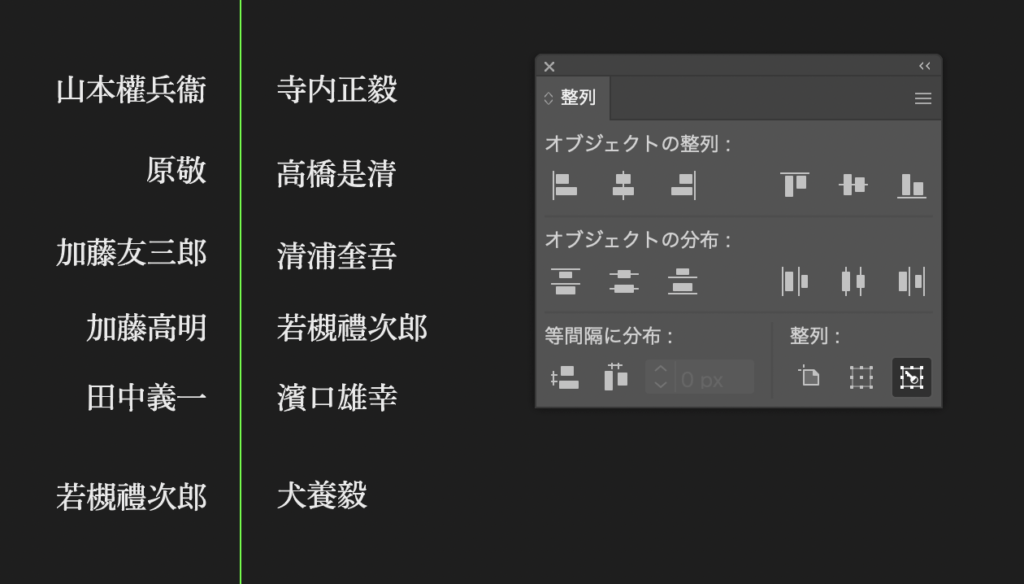 山本權兵衞
原敬
加藤友三郎
加藤高明
田中義一
若槻禮次郎
寺内正毅
高橋是清
清浦奎吾
若槻禮次郎
濱口雄幸
犬養毅
整列
オブジェクトの整列 :
オブジェクトの分布 :
等間隔に分布 :
整列 :
0 px